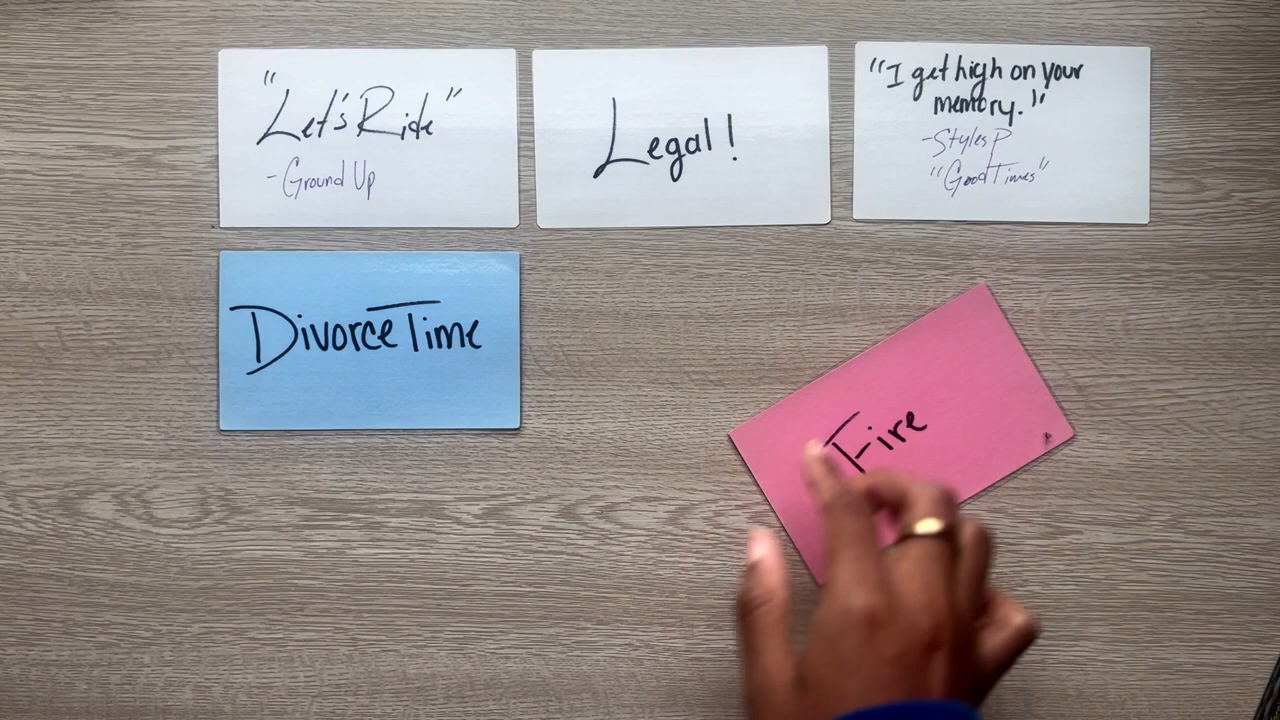 "Let's Ride"
-Ground Up
Legal!
"I get high on your
memory."
-Styles P
"Good Times"
Divorce Time
Fire